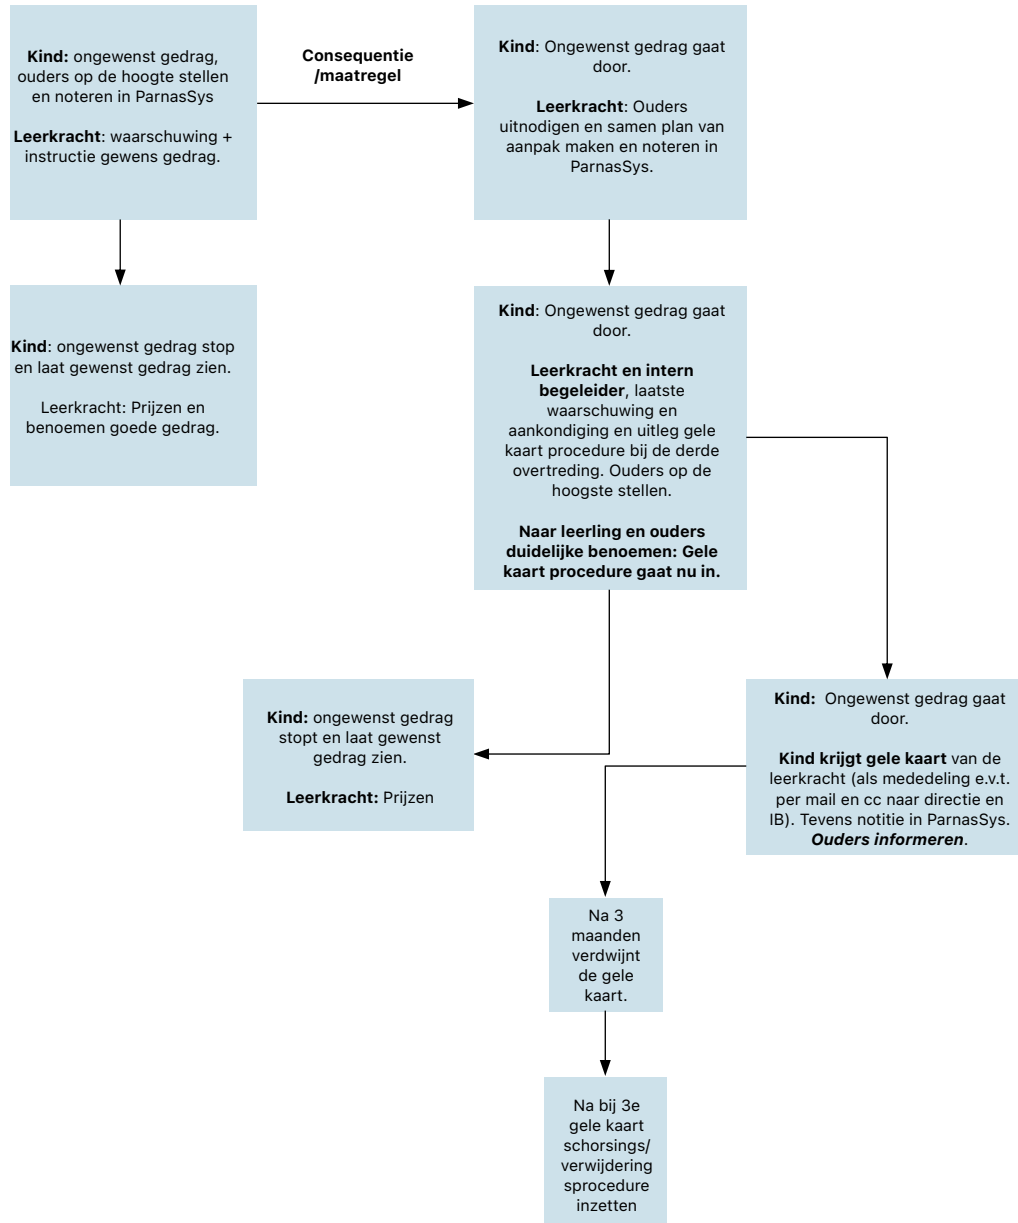 Kind: ongewenst gedrag,
ouders op de hoogte stellen
en noteren in ParnasSys
Leerkracht: waarschuwing +
instructie gewens gedrag.
Consequentie
/maatregel
Kind: Ongewenst gedrag gaat
door.
Leerkracht: Ouders
uitnodigen en samen plan van
aanpak maken en noteren in
ParnasSys.
Kind: ongewenst gedrag stop
en laat gewenst gedrag zien.
Leerkracht: Prijzen en
benoemen goede gedrag.
Kind: Ongewenst gedrag gaat
door.
Leerkracht en intern
begeleider, laatste
waarschuwing en
aankondiging en uitleg gele
kaart procedure bij de derde
overtreding. Ouders op de
hoogste stellen.
Naar leerling en ouders
duidelijke benoemen: Gele
kaart procedure gaat nu in.
Kind: ongewenst gedrag
stopt en laat gewenst
gedrag zien.
Leerkracht: Prijzen
Kind: Ongewenst gedrag gaat
door.
Kind krijgt gele kaart van de
leerkracht (als mededeling e.v.t.
per mail en cc naar directie en
IB). Tevens notitie in ParnasSys.
Ouders informeren.
Na 3
maanden
verdwijnt
de gele
kaart.
Na bij 3e
gele kaart
schorsings/
verwijdering
sprocedure
inzetten